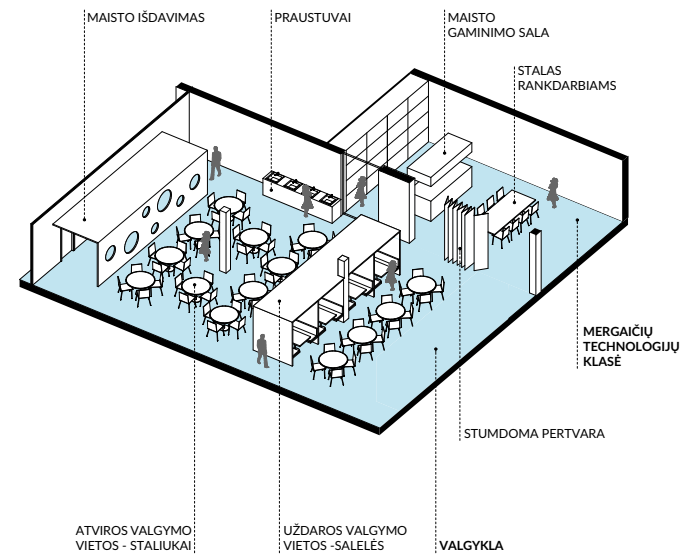 MAISTO IŠDAVIMAS
PRAUSTUVAI
MAISTO
GAMINIMO SALA
STALAS
RANKDARBIAMS
MERGAIČIŲ
TECHNOLOGIJŲ
KLASĖ
STUMDOMA PERTVARA
ATVIROS VALGYMO
VIETOS - STALIUKAI
UŽDAROS VALGYMO
VIETOS -SALELĖS
VALGYKLA